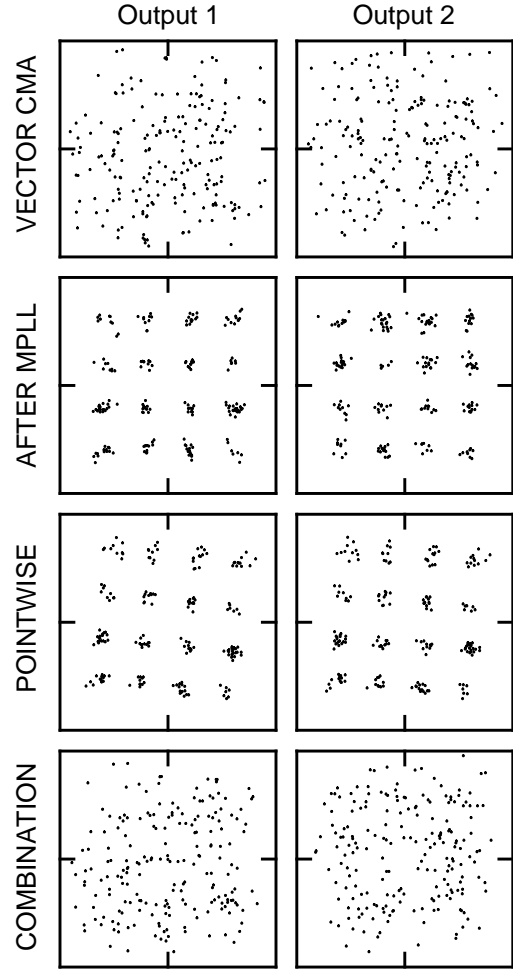 Output 1
Output 2
VECTOR CMA
AFTER MPLL
POINTWISE
COMBINATION